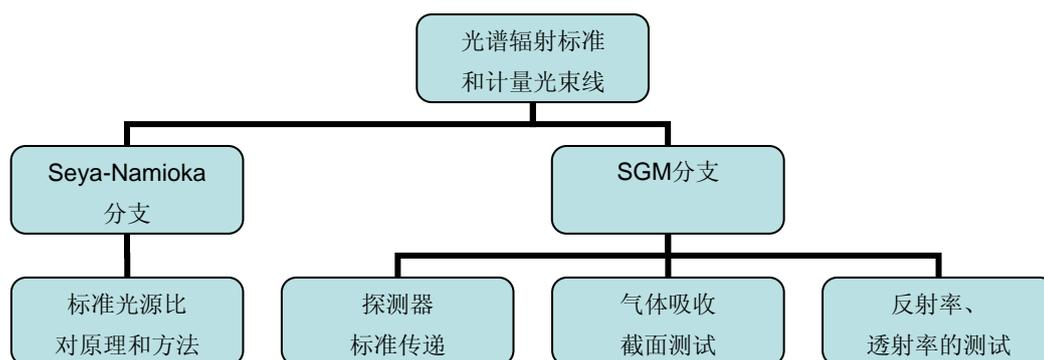 光谱辐射标准
和计量光束线
Seya-Namioka
分支
SGM分支
标准光源比
对原理和方法
探测器
标准传递
气体吸收
截面测试
反射率、
透射率的测试